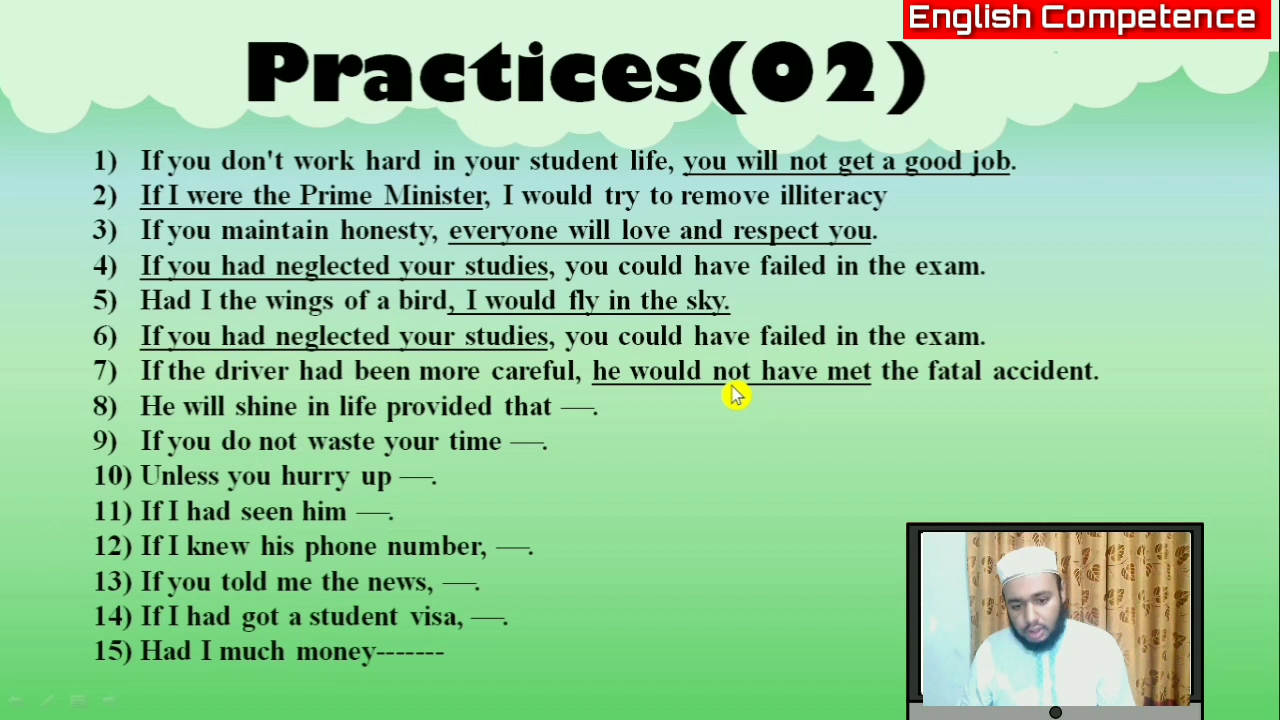 English Competence
Practices(02)
1) If you don't work hard in your student life, you will not get a good job.
2) If I were the Prime Minister, I would try to remove illiteracy
3) If you maintain honesty, everyone will love and respect you.
4) If you had neglected your studies, you could have failed in the exam.
5) Had I the wings of a bird, I would fly in the sky.
6) If you had neglected your studies, you could have failed in the exam.
7) If the driver had been more careful, he would not have met the fatal accident.
8) He will shine in life provided that —.
9) If you do not waste your time —.
10) Unless you hurry up —.
11) If I had seen him —.
12) If I knew his phone number, —.
13) If you told me the news, —.
14) If I had got a student visa, —.
15) Had I much money-------